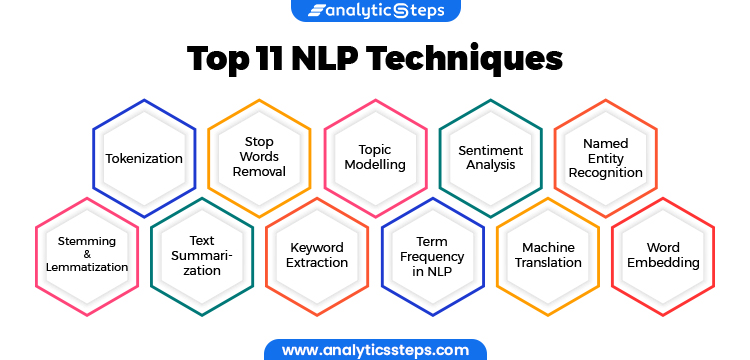 analyticSteps
Top 11 NLP Techniques
Tokenization
Stop
Words
Removal
Topic
Modelling
Sentiment
Analysis
Named
Entity
Recognition
Stemming
&
Lemmatization
Text
Summari-
zation
Keyword
Extraction
Term
Frequency
in NLP
Machine
Translation
Word
Embedding
www.analyticssteps.com